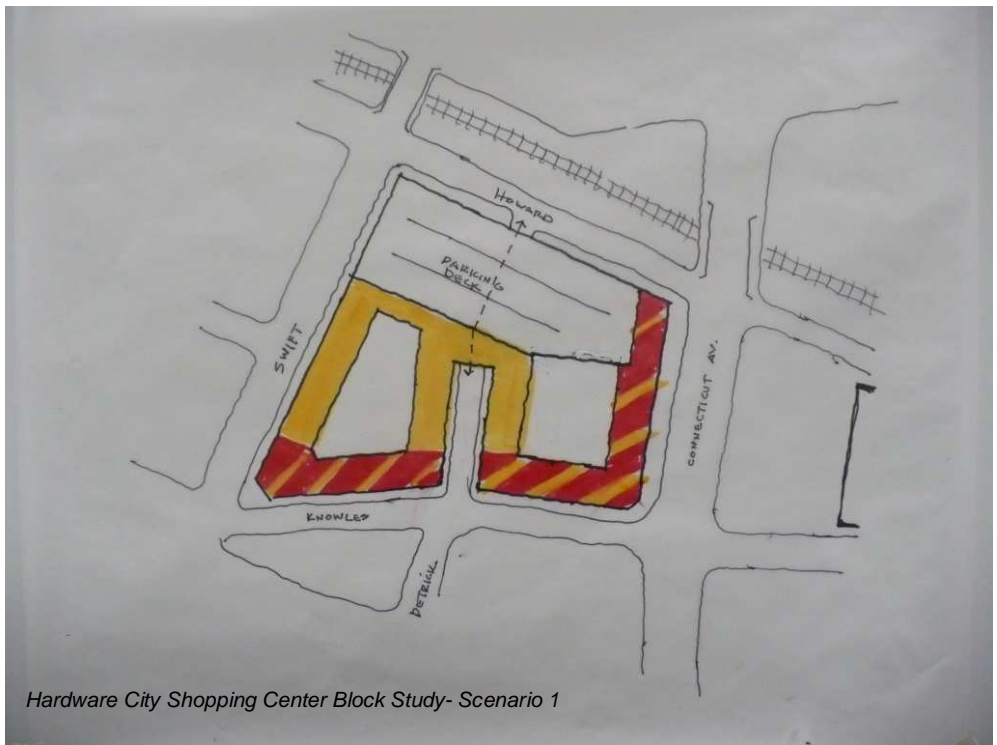 HOWARD
PARKING
DECK
SWIFT
CONNECTICUT AV.
KNOWLES
DETRICK
Hardware City Shopping Center Block Study- Scenario 1